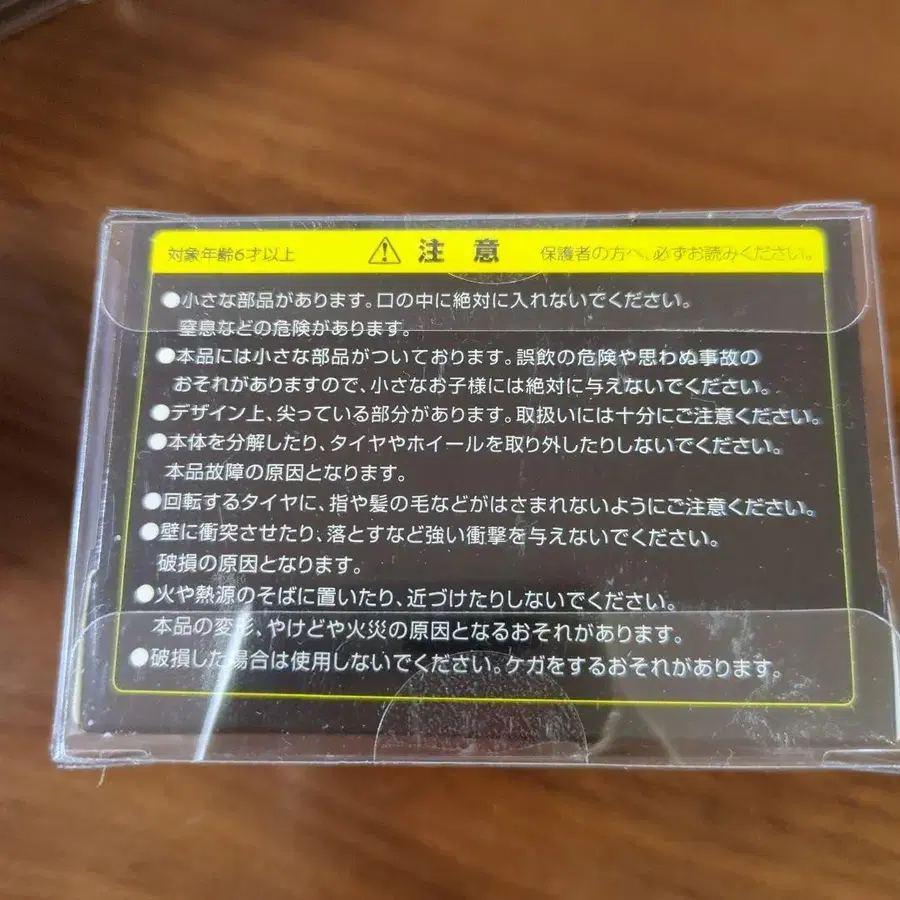 対象年齢6才以上 ⚠ 注 意 保護者の方へ、必ずお読みください。
●小さな部品があります。口の中に絶対に入れないでください。
窒息などの危険があります。
●本品には小さな部品がついております。誤飲の危険や思わぬ事故の
おそれがありますので、小さなお子様には絶対に与えないでください。
●デザイン上、尖っている部分があります。取扱いには十分にご注意ください。
●本体を分解したり、タイヤやホイールを取り外したりしないでください。
本品故障の原因となります。
●回転するタイヤに、指や髪の毛などがはさまれないようにご注意ください。
●壁に衝突させたり、落とすなど強い衝撃を与えないでください。
破損の原因となります。
●火や熱源のそばに置いたり、近づけたりしないでください。
本品の変形、やけどや火災の原因となるおそれがあります。
●破損した場合は使用しないでください。ケガをするおそれがあります。